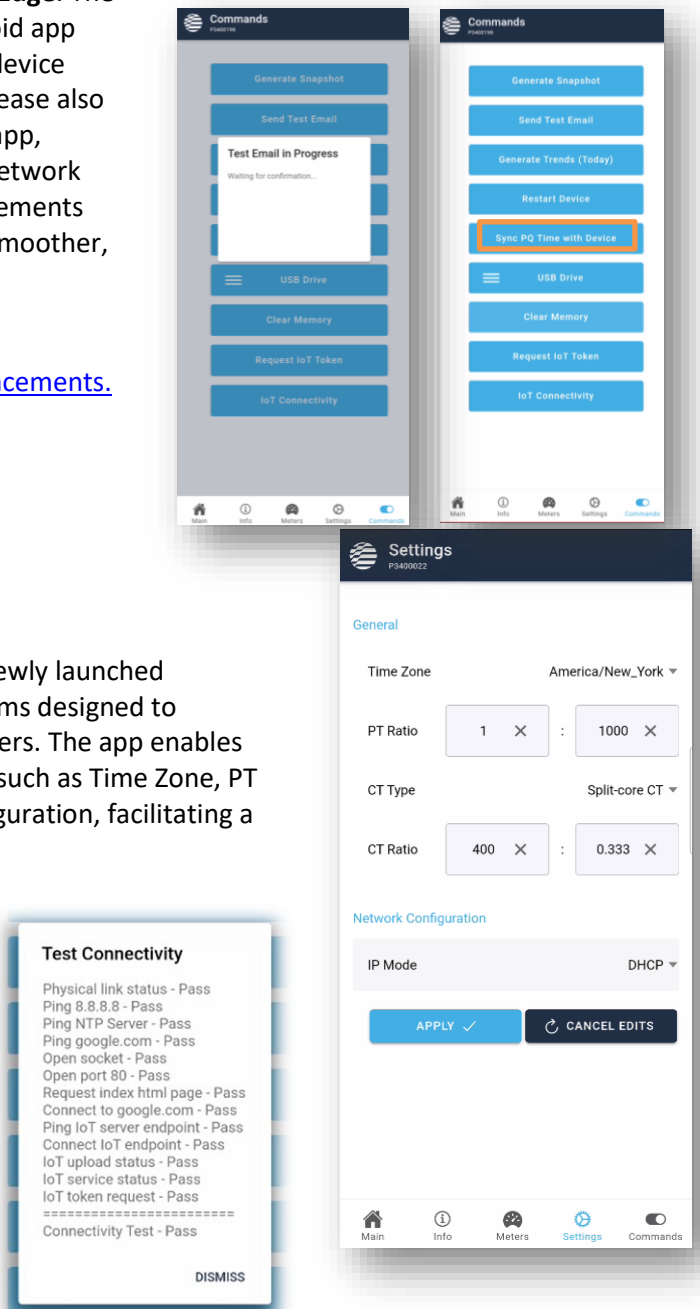 Edge. The
oid app
device
ease also
app,
etwork
ements
smoother,
ncements.
Commands
P3400198
Generate Snapshot
Send Test Email
Test Email in Progress
Waiting for confirmation...
USB Drive
Clear Memory
Request IoT Token
IoT Connectivity
Main Info Meters Settings Commands
Commands
P3400198
Generate Snapshot
Send Test Email
Generate Trends (Today)
Restart Device
Sync PQ Time with Device
USB Drive
Clear Memory
Request IoT Token
IoT Connectivity
Main Info Meters Settings Commands
ewly launched
ms designed to
ers. The app enables
such as Time Zone, PT
guration, facilitating a
Settings
P3400022
General
Time Zone America/New_York
PT Ratio 1 : 1000
CT Type Split-core CT
CT Ratio 400 : 0.333
Network Configuration
IP Mode DHCP
APPLY CANCEL EDITS
Main Info Meters Settings Commands
Test Connectivity
Physical link status - Pass
Ping 8.8.8.8 - Pass
Ping NTP Server - Pass
Ping google.com - Pass
Open socket - Pass
Open port 80 - Pass
Request index html page - Pass
Connect to google.com - Pass
Ping IoT server endpoint - Pass
Connect IoT endpoint - Pass
IoT upload status - Pass
IoT service status - Pass
IoT token request - Pass
========================
Connectivity Test - Pass
DISMISS